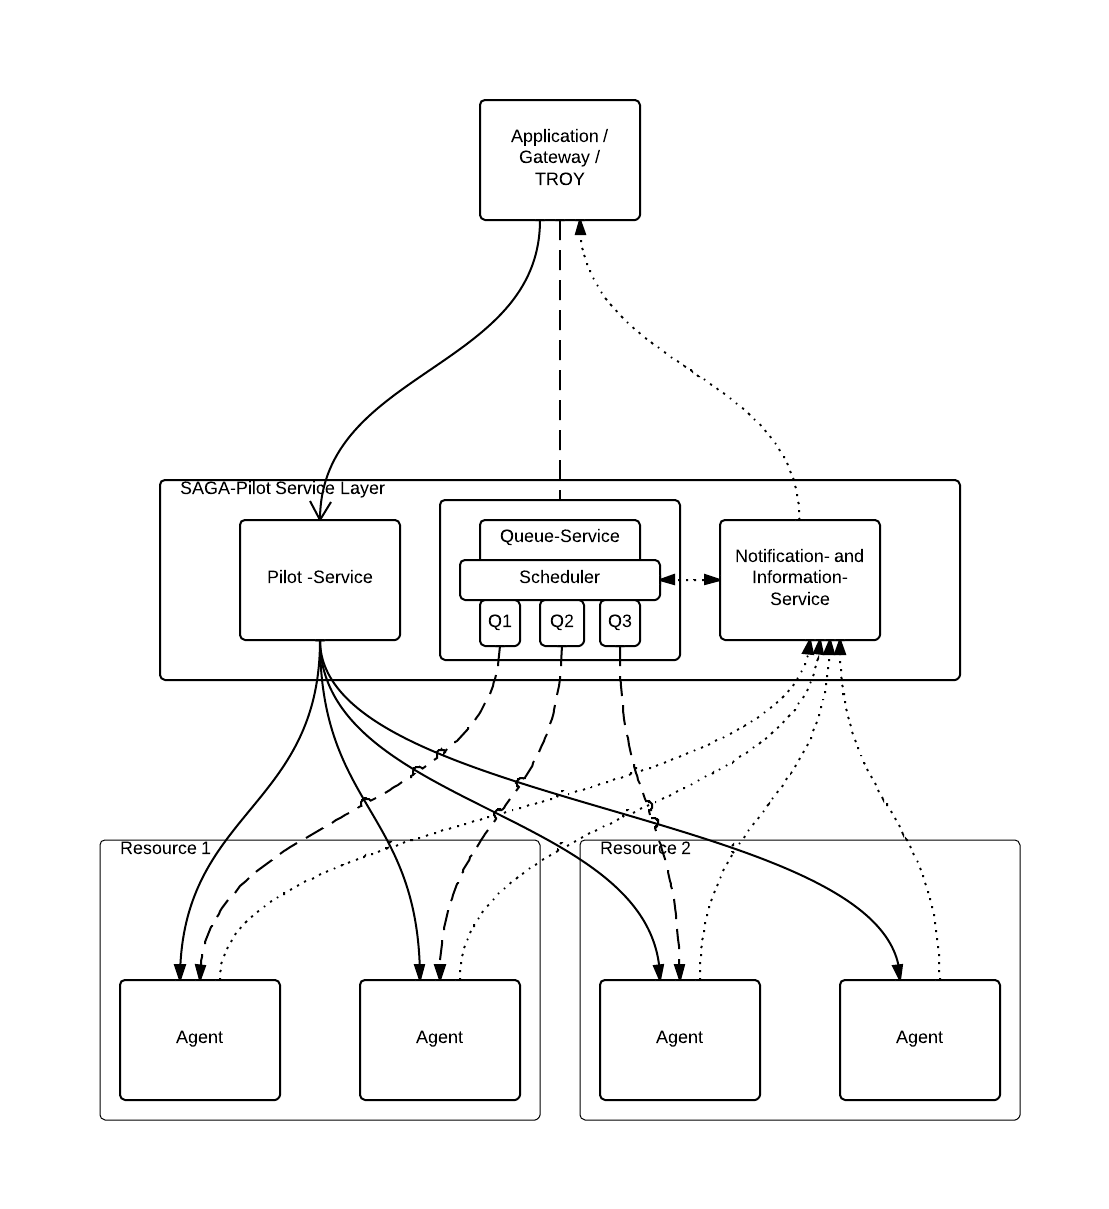 Application /
Gateway /
TROY
SAGA-Pilot Service Layer
Pilot -Service
Queue-Service
Scheduler
Q1
Q2
Q3
Notification- and
Information-
Service
Resource 1
Agent
Agent
Resource 2
Agent
Agent